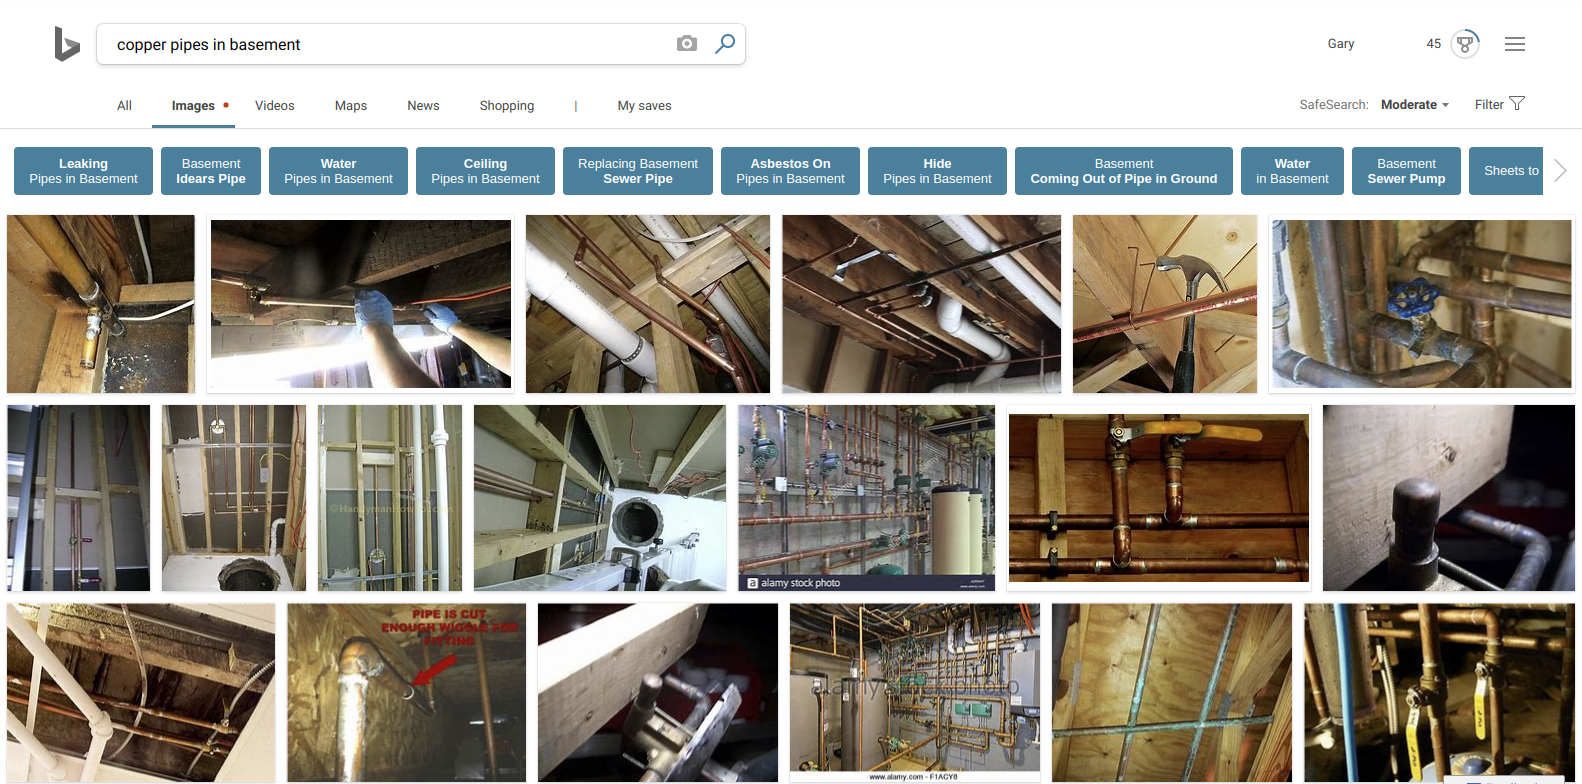 copper pipes in basement
Gary
45
All
Images
Videos
Maps
News
Shopping
|
My saves
SafeSearch:
Moderate
Filter
Leaking
Pipes in Basement
Basement
Idears Pipe
Water
Pipes in Basement
Ceiling
Pipes in Basement
Replacing Basement
Sewer Pipe
Asbestos On
Pipes in Basement
Hide
Pipes in Basement
Basement
Coming Out of Pipe in Ground
Water
in Basement
Basement
Sewer Pump
Sheets to
©HandymanHowto.com
alamy
alamy
a alamy stock photo
PIPE IS CUT
ENOUGH WIGGLE FOR
FITTING
alamy stock photo
www.alamy.com - F1ACY8